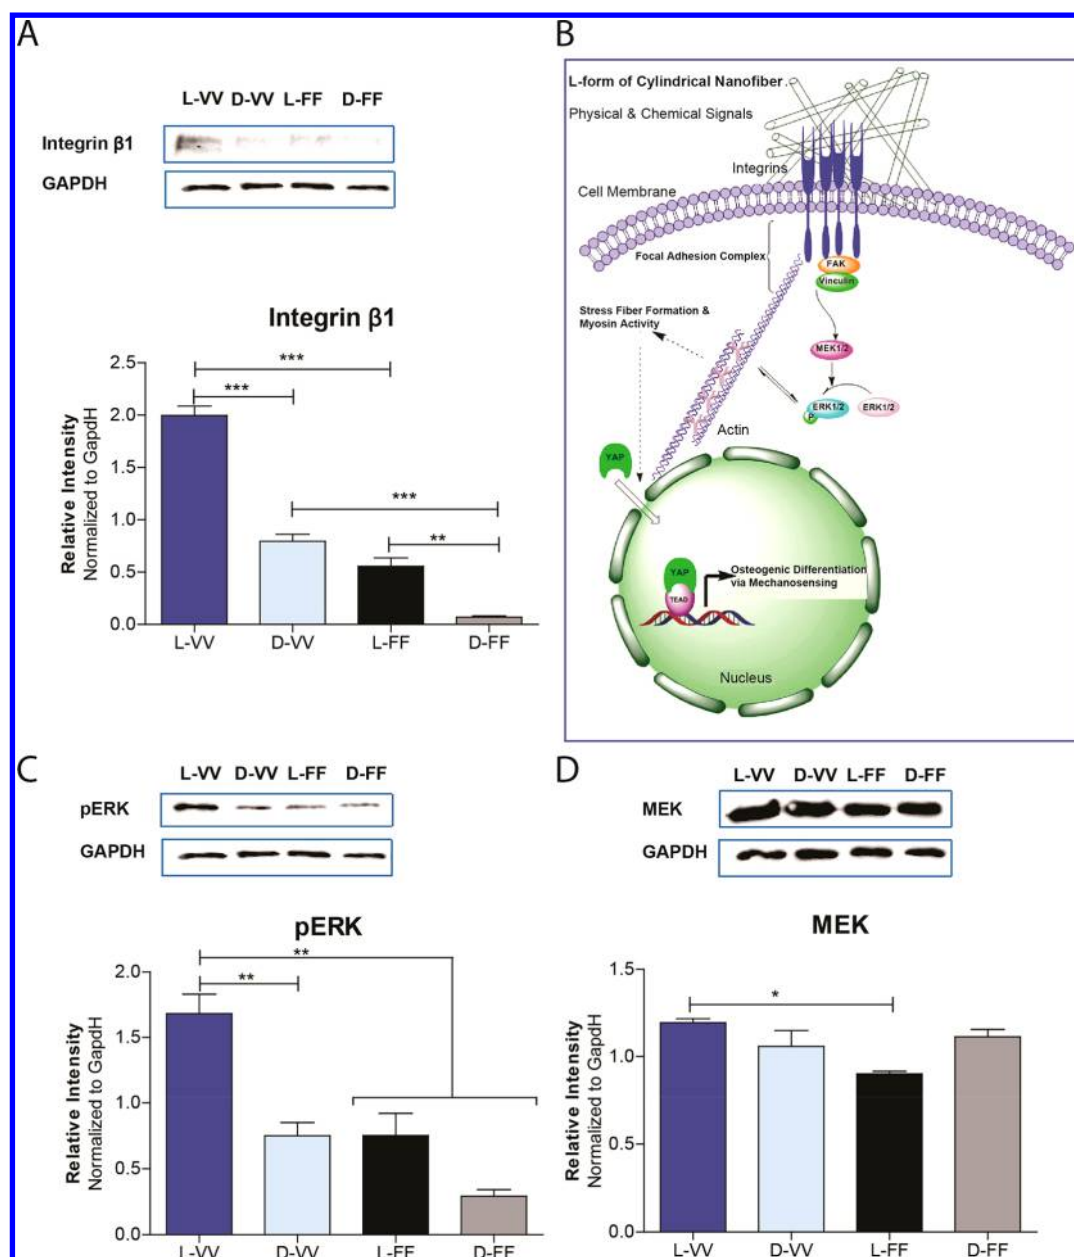 A
L-VV D-VV L-FF D-FF
Integrin β1
GAPDH
Integrin β1
Relative Intensity
Normalized to GapdH
2.5
2.0
1.5
1.0
0.5
0.0
***
***
***
**
L-VV D-VV L-FF D-FF
B
L-form of Cylindrical Nanofiber
Physical & Chemical Signals
Integrins
Cell Membrane
Focal Adhesion Complex
FAK
Vinculin
Stress Fiber Formation &
Myosin Activity
MEK1/2
P
ERK1/2
ERK1/2
Actin
YAP
YAP
TEAD
Osteogenic Differentiation
via Mechanosensing
Nucleus
C
L-VV D-VV L-FF D-FF
pERK
GAPDH
pERK
Relative Intensity
Normalized to GapdH
2.0
1.5
1.0
0.5
0.0
**
**
L-VV D-VV L-FF D-FF
D
L-VV D-VV L-FF D-FF
MEK
GAPDH
MEK
Relative Intensity
Normalized to GapdH
1.5
1.0
0.5
0.0
*
L-VV D-VV L-FF D-FF